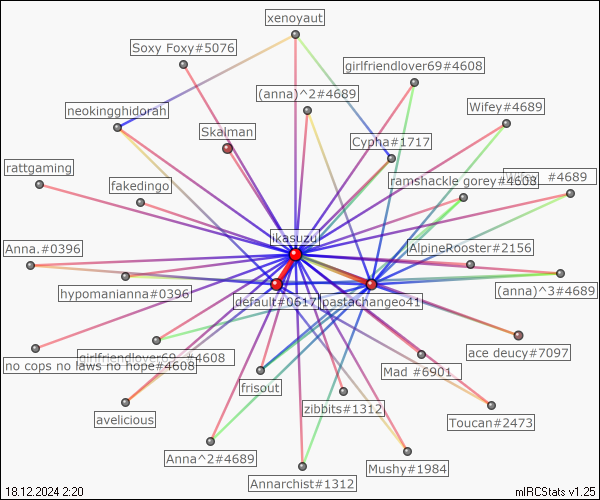 xenoyaut
Soxy Foxy#5076
girlfriendlover69#4608
(anna)^2#4689
Wifey#4689
neokingghidorah
Skalman
Cypha#1717
rattgaming
fakedingo
ramshackle gorey#4608
#4689
ikasuzu
Anna.#0396
AlpineRooster#2156
hypomanianna#0396
default#0617
pastachangeo41
(anna)^3#4689
no cops no laws no hope#4608
girlfriendlover69_#4608
ace deucy#7097
Mad #6901
frisout
avelicious
zibbits#1312
Toucan#2473
Anna^2#4689
Mushy#1984
Annarchist#1312
18.12.2024 2:20
mIRCStats v1.25